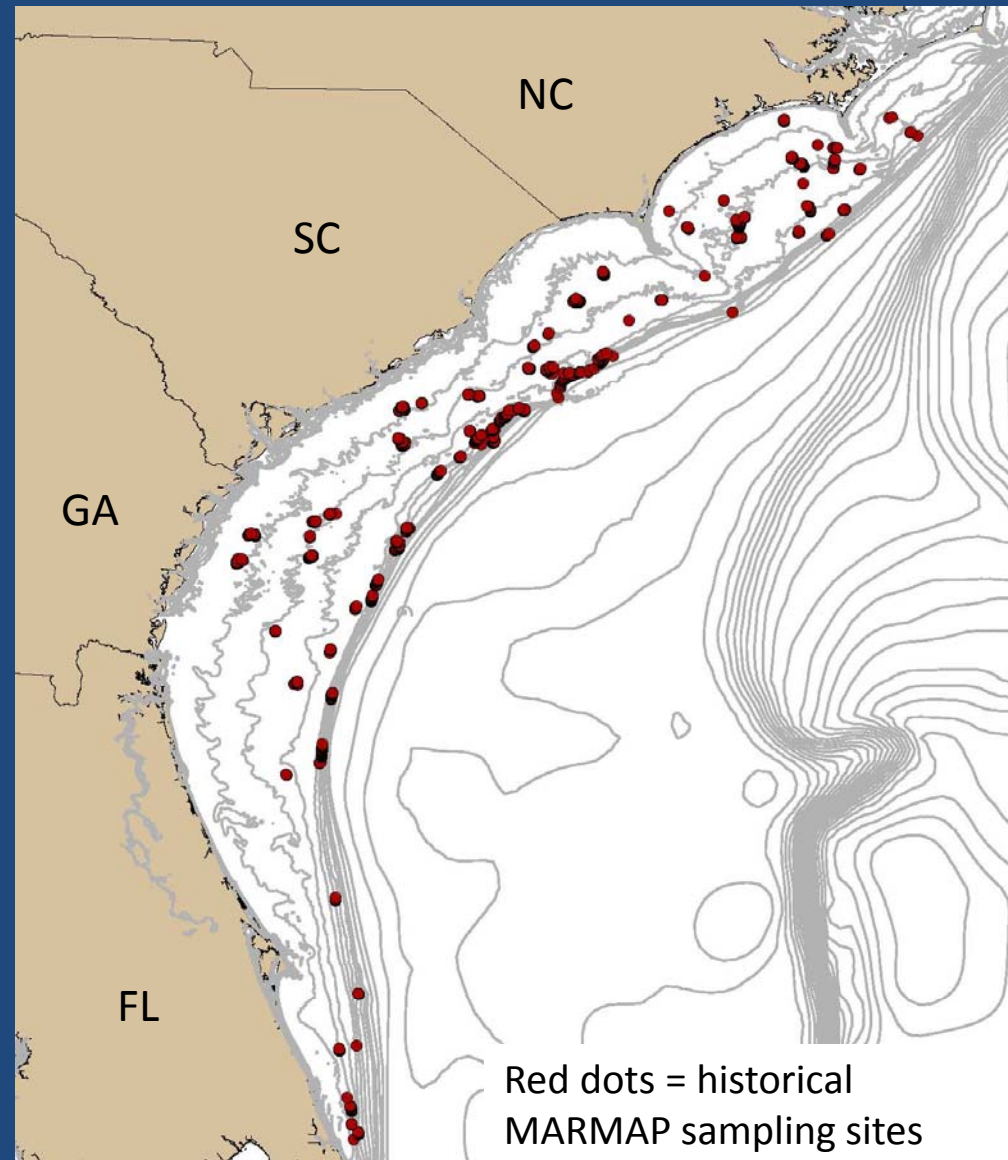 NC
SC
GA
FL
Red dots = historical
MARMAP sampling sites